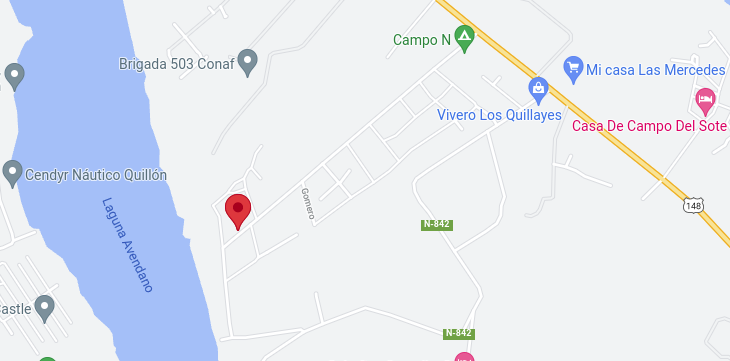 Campo N
Brigada 503 Conaf
Mi casa Las Mercedes
Vivero Los Quillayes
Casa De Campo Del Sote
Cendyr Náutico Quillón
Gomero
Laguna Avendano
148
N-842
astle
N-842